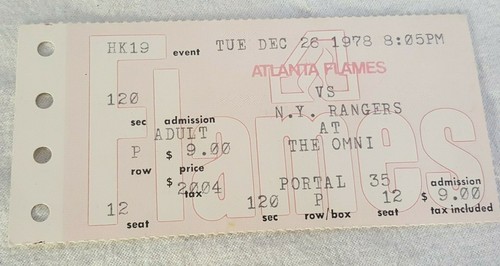 HK19 event TUE DEC 26 1978 8:05PM
ATLANTA FLAMES
VS
120 N.Y. RANGERS
sec admission AT
ADULT THE OMNI
P $ 9.00
row price
$ 2004 PORTAL 35 admission
tax 120 P 12 $ 9.00
12 sec row/box seat tax included
seat
Flames